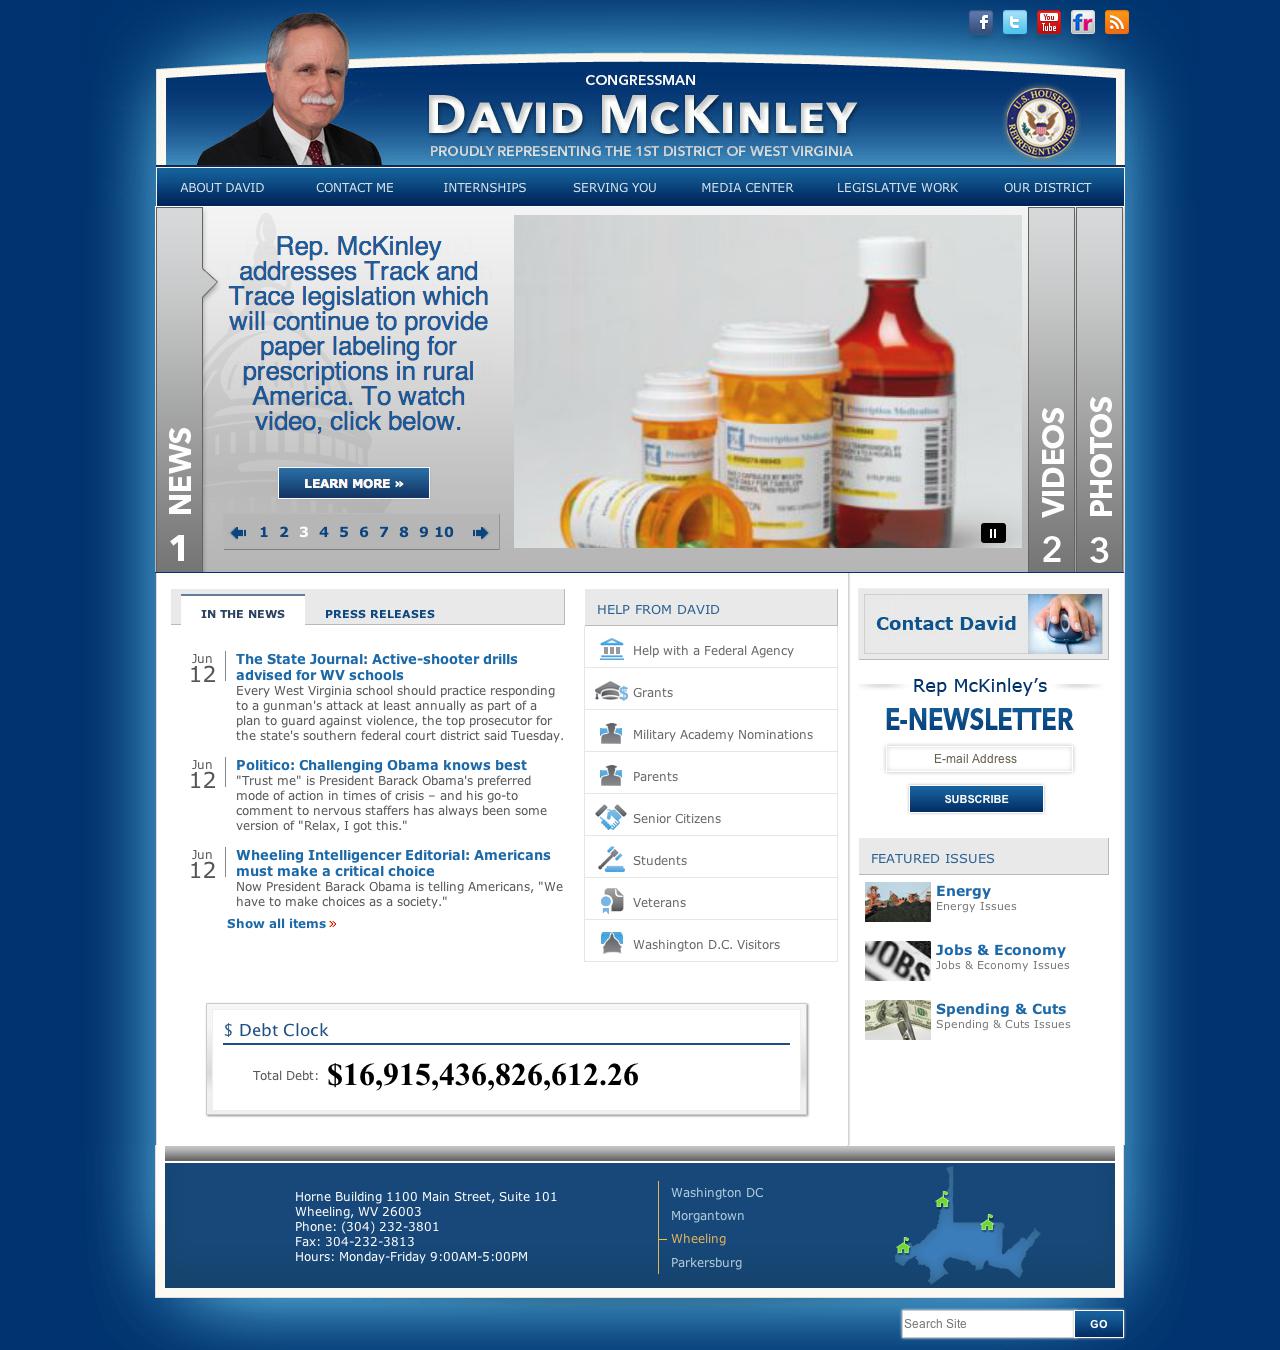 You
Tube
fr
CONGRESSMAN
DAVID MCKINLEY
PROUDLY REPRESENTING THE 1ST DISTRICT OF WEST VIRGINIA
U.S. HOUSE OF REPRESENTATIVES
ABOUT DAVID
CONTACT ME
INTERNSHIPS
SERVING YOU
MEDIA CENTER
LEGISLATIVE WORK
OUR DISTRICT
NEWS
1
Rep. McKinley
addresses Track and
Trace legislation which
will continue to provide
paper labeling for
prescriptions in rural
America. To watch
video, click below.
LEARN MORE »
1 2 3 4 5 6 7 8 9 10
Prescription Medication
VIDEOS
2
PHOTOS
3
IN THE NEWS
PRESS RELEASES
Jun
12
The State Journal: Active-shooter drills
advised for WV schools
Every West Virginia school should practice responding
to a gunman's attack at least annually as part of a
plan to guard against violence, the top prosecutor for
the state's southern federal court district said Tuesday.
Jun
12
Politico: Challenging Obama knows best
"Trust me" is President Barack Obama's preferred
mode of action in times of crisis – and his go-to
comment to nervous staffers has always been some
version of "Relax, I got this."
Jun
12
Wheeling Intelligencer Editorial: Americans
must make a critical choice
Now President Barack Obama is telling Americans, "We
have to make choices as a society."
Show all items »
HELP FROM DAVID
Help with a Federal Agency
Grants
Military Academy Nominations
Parents
Senior Citizens
Students
Veterans
Washington D.C. Visitors
Contact David
Rep McKinley's
E-NEWSLETTER
E-mail Address
SUBSCRIBE
FEATURED ISSUES
Energy
Energy Issues
JOBS
Jobs & Economy
Jobs & Economy Issues
Spending & Cuts
Spending & Cuts Issues
$ Debt Clock
Total Debt: $16,915,436,826,612.26
Horne Building 1100 Main Street, Suite 101
Wheeling, WV 26003
Phone: (304) 232-3801
Fax: 304-232-3813
Hours: Monday-Friday 9:00AM-5:00PM
Washington DC
Morgantown
Wheeling
Parkersburg
Search Site
GO